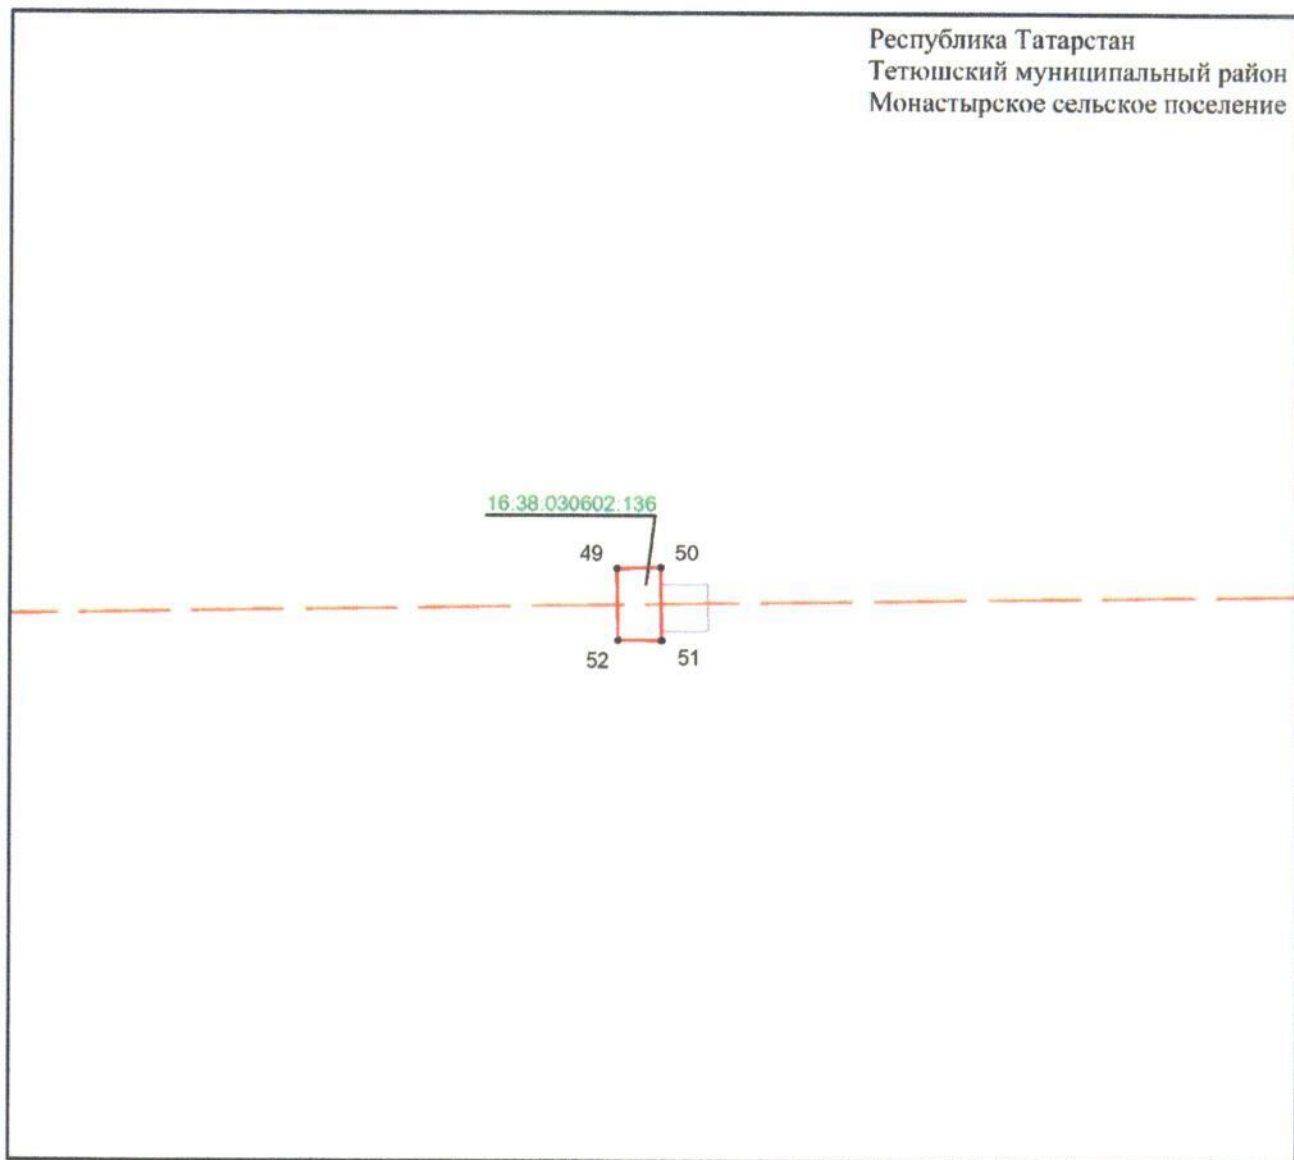 Республика Татарстан
Тетюшский муниципальный район
Монастырское сельское поселение
16:38:030602:136
49 50
52 51